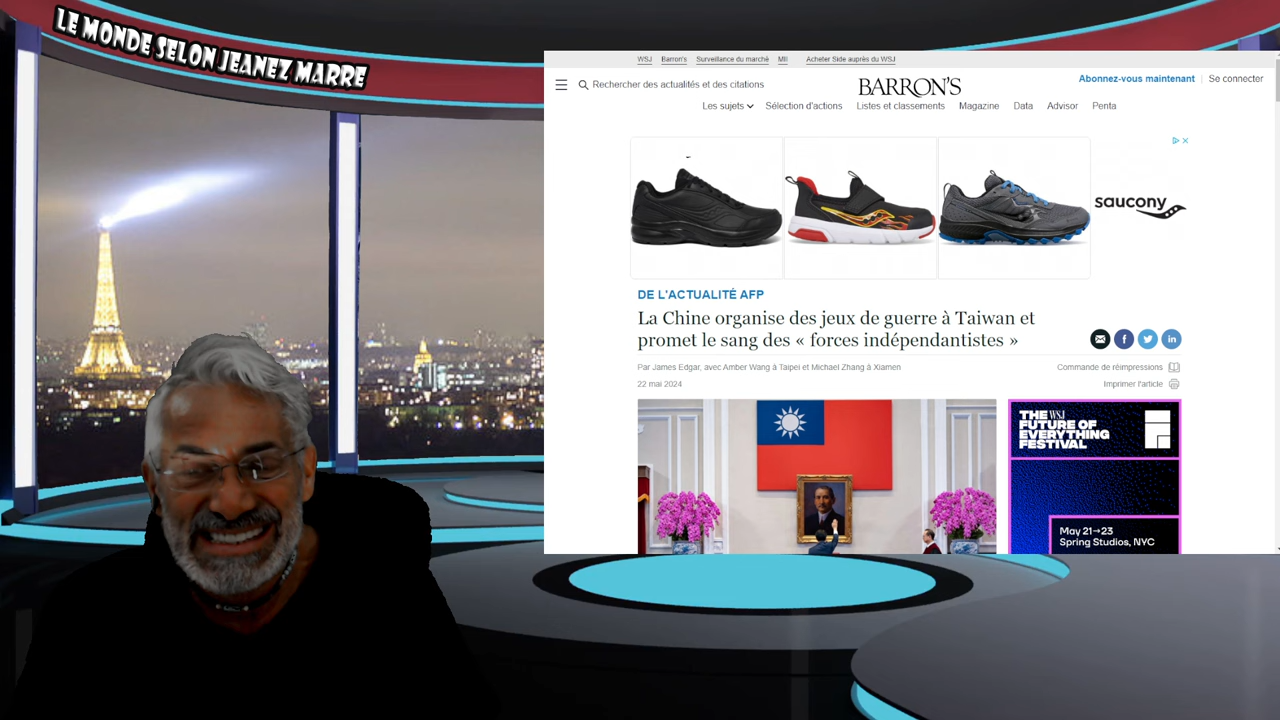 LE MONDE SELON JEANEZ MARRE
WSJ Barron's Surveillance du marché MII Acheter Side auprès du WSJ
Rechercher des actualités et des citations
BARRON'S
Abonnez-vous maintenant Se connecter
Les sujets Sélection d'actions Listes et classements Magazine Data Advisor Penta
saucony
DE L'ACTUALITÉ AFP
La Chine organise des jeux de guerre à Taiwan et
promet le sang des « forces indépendantistes »
Par James Edgar, avec Amber Wang à Taipei et Michael Zhang à Xiamen
Commande de réimpressions
22 mai 2024
Imprimer l'article
THE WSJ
FUTURE OF
EVERYTHING
FESTIVAL
May 21→23
Spring Studios, NYC